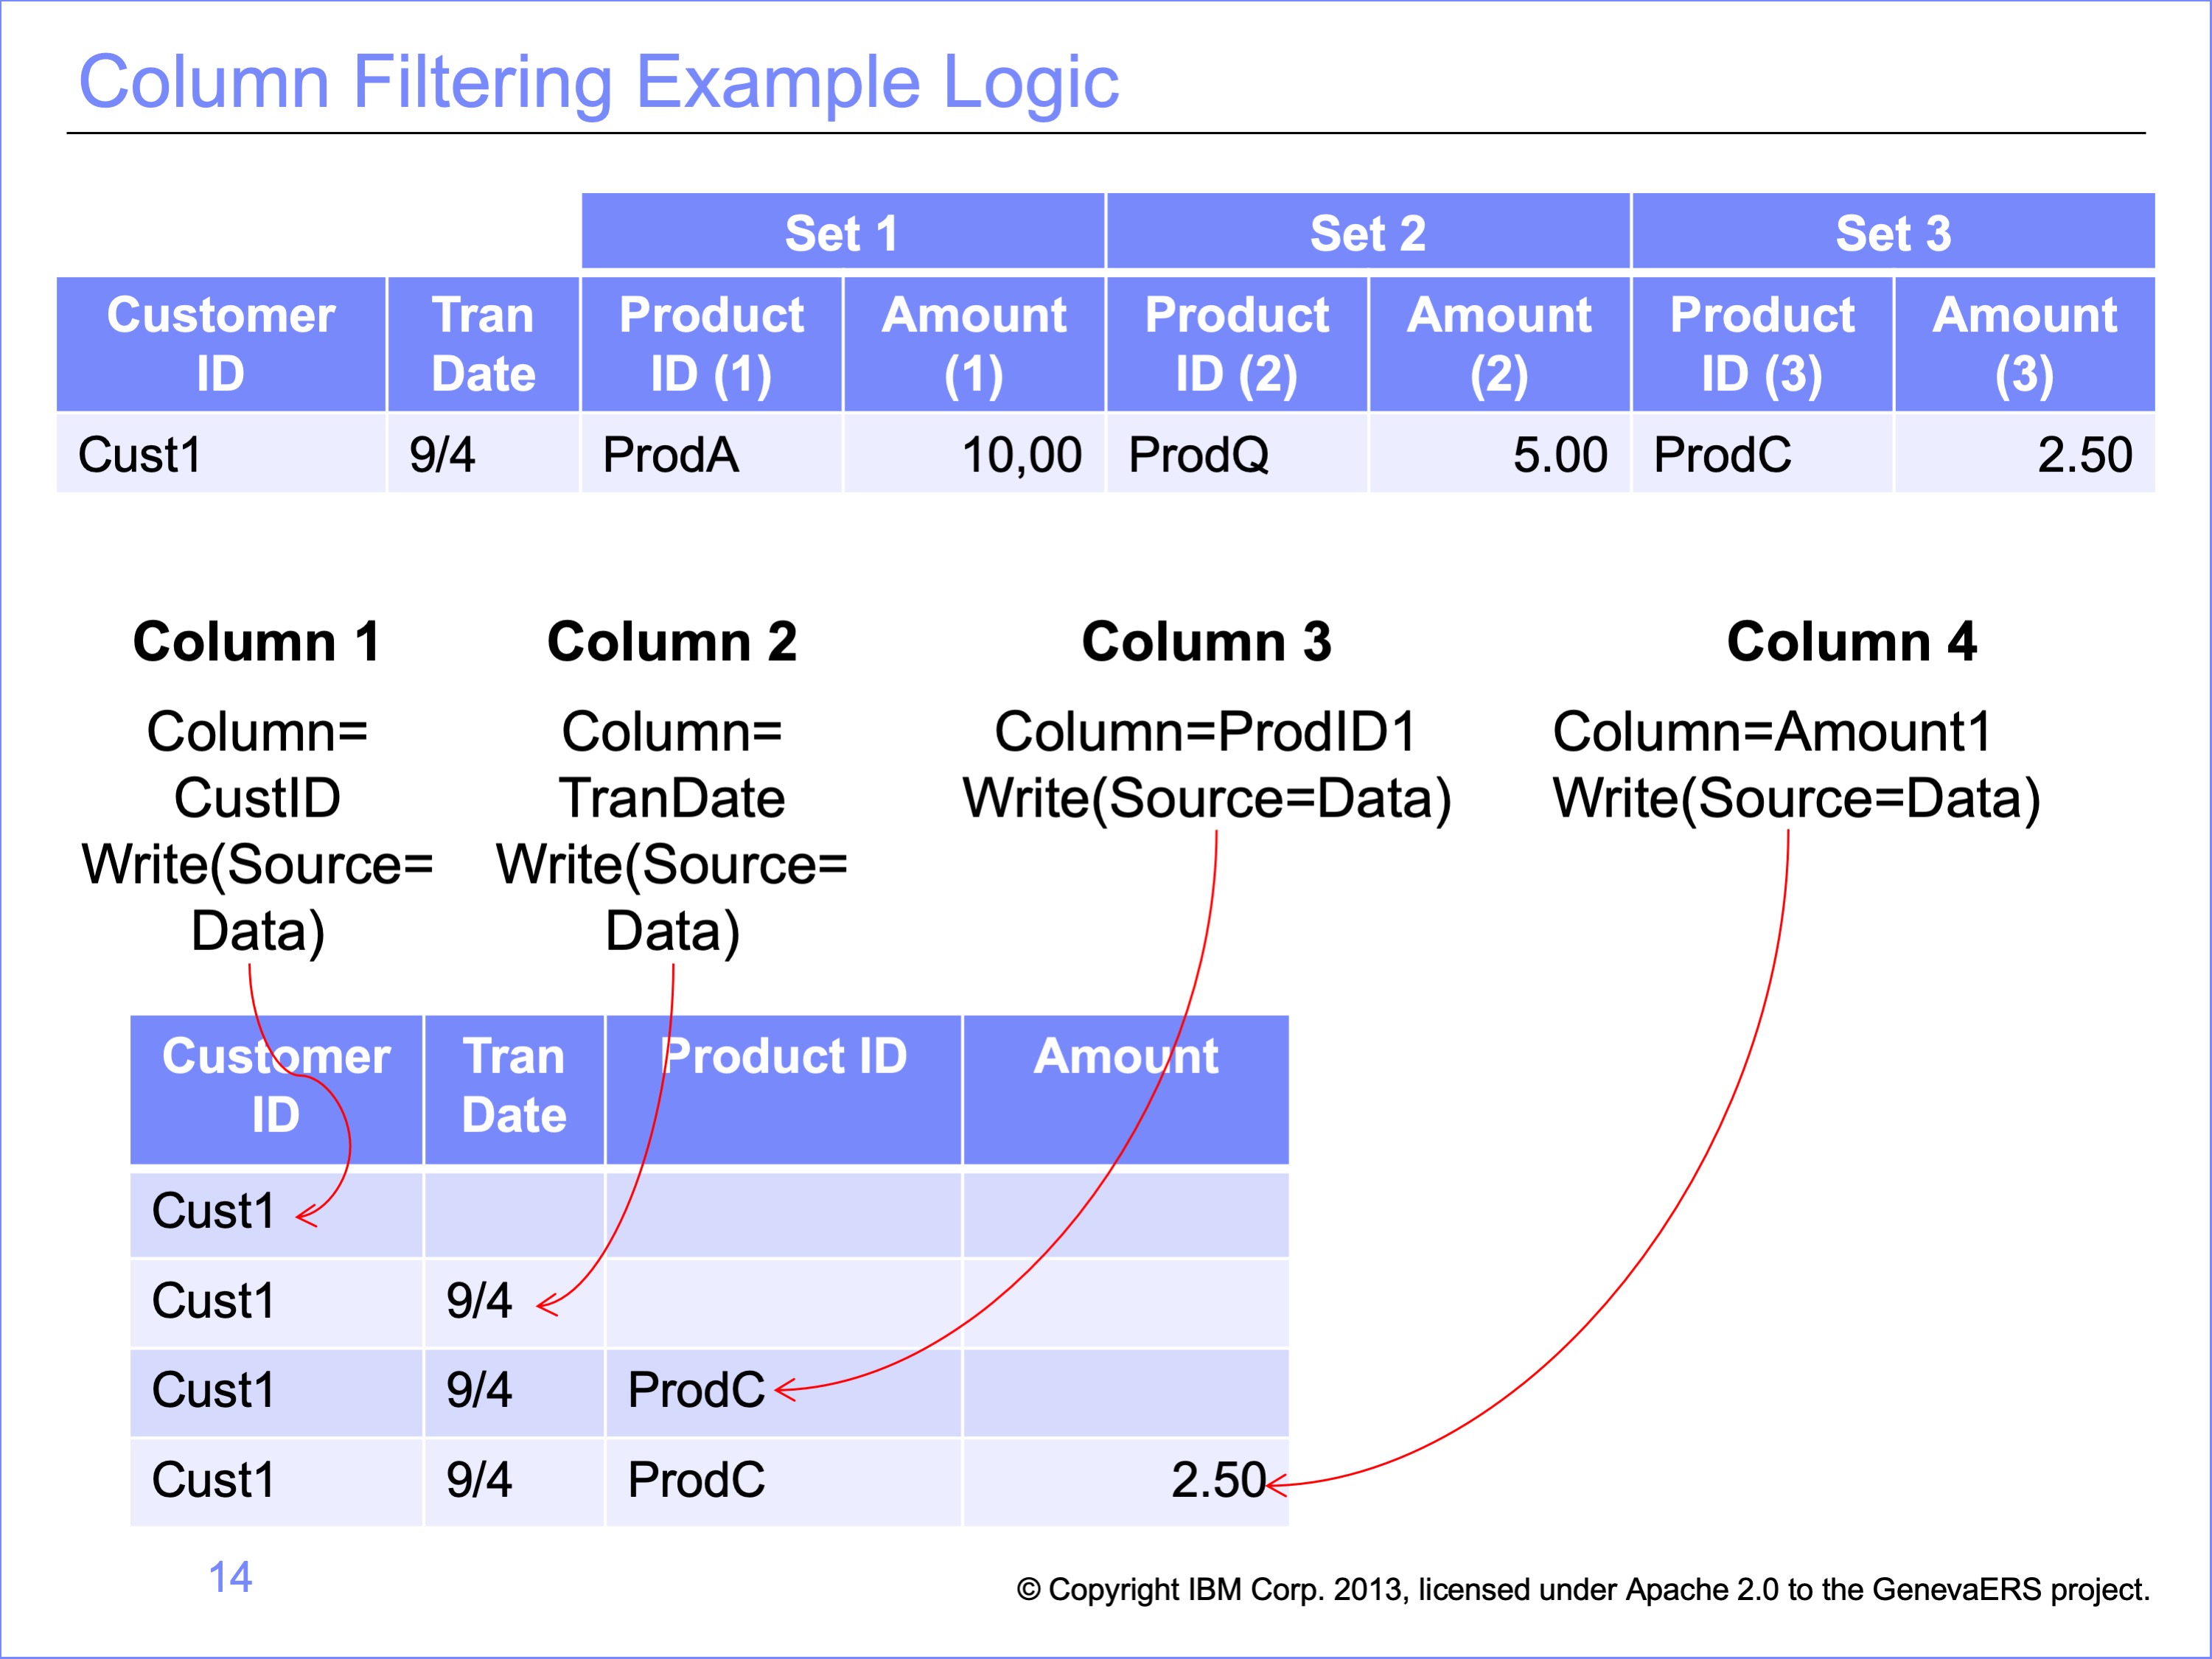 Column Filtering Example Logic
Set 1 Set 2 Set 3
Customer Tran Product Amount Product Amount Product Amount
ID Date ID (1) (1) ID (2) (2) ID (3) (3)
Cust1 9/4 ProdA 10,00 ProdQ 5.00 ProdC 2.50
Column 1 Column 2 Column 3 Column 4
Column= Column= Column=ProdID1 Column=Amount1
CustID TranDate Write(Source=Data) Write(Source=Data)
Write(Source= Write(Source=
Data) Data)
Customer Tran Product ID Amount
ID Date
Cust1
Cust1 9/4
Cust1 9/4 ProdC
Cust1 9/4 ProdC 2.50
14
© Copyright IBM Corp. 2013, licensed under Apache 2.0 to the GenevaERS project.